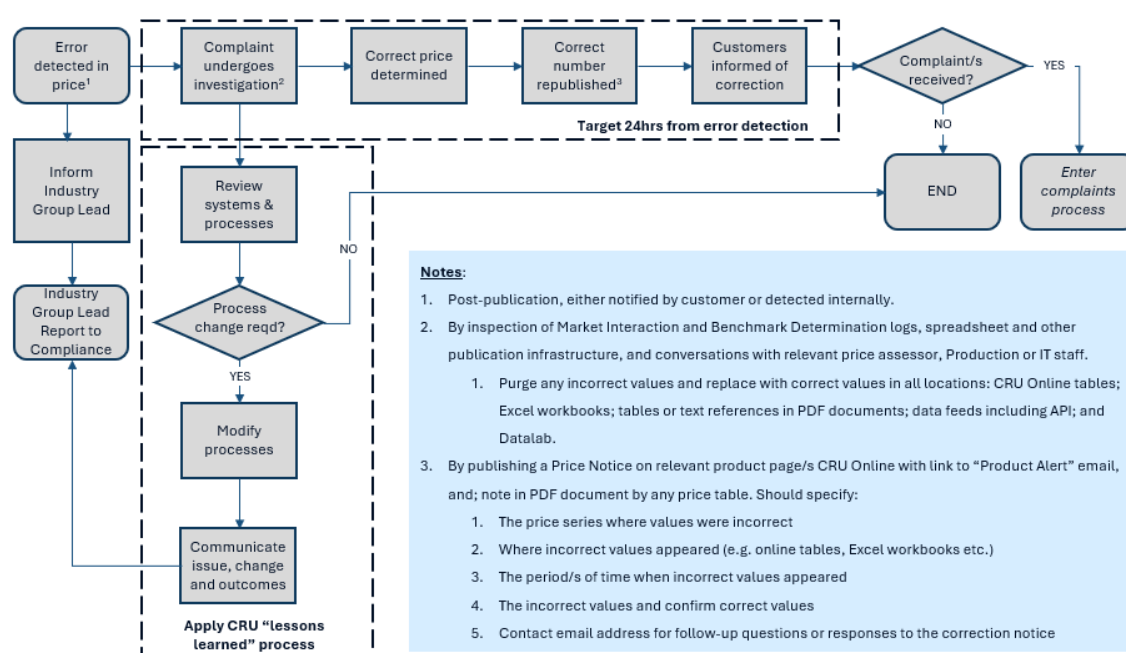 Error
detected in
price¹
Complaint
undergoes
investigation²
Correct price
determined
Correct
number
republished³
Customers
informed of
correction
Complaint/s
received?
YES
Target 24hrs from error detection
NO
Inform
Industry
Group Lead
Review
systems &
processes
END
Enter
complaints
process
NO
Industry
Group Lead
Report to
Compliance
Process
change reqd?
YES
Modify
processes
Communicate
issue, change
and outcomes
Apply CRU “lessons
learned” process
Notes:
1. Post-publication, either notified by customer or detected internally.
2. By inspection of Market Interaction and Benchmark Determination logs, spreadsheet and other
publication infrastructure, and conversations with relevant price assessor, Production or IT staff.
1. Purge any incorrect values and replace with correct values in all locations: CRU Online tables;
Excel workbooks; tables or text references in PDF documents; data feeds including API; and
Datalab.
3. By publishing a Price Notice on relevant product page/s CRU Online with link to “Product Alert” email,
and; note in PDF document by any price table. Should specify:
1. The price series where values were incorrect
2. Where incorrect values appeared (e.g. online tables, Excel workbooks etc.)
3. The period/s of time when incorrect values appeared
4. The incorrect values and confirm correct values
5. Contact email address for follow-up questions or responses to the correction notice